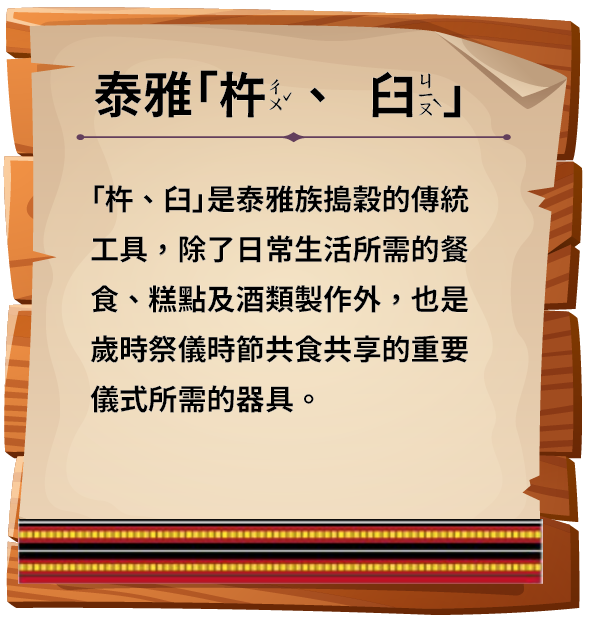 泰雅「杵ㄔㄨˇ、臼ㄐㄧㄡˋ」
「杵、臼」是泰雅族搗穀的傳統
工具，除了日常生活所需的餐
食、糕點及酒類製作外，也是
歲時祭儀時節共食共享的重要
儀式所需的器具。